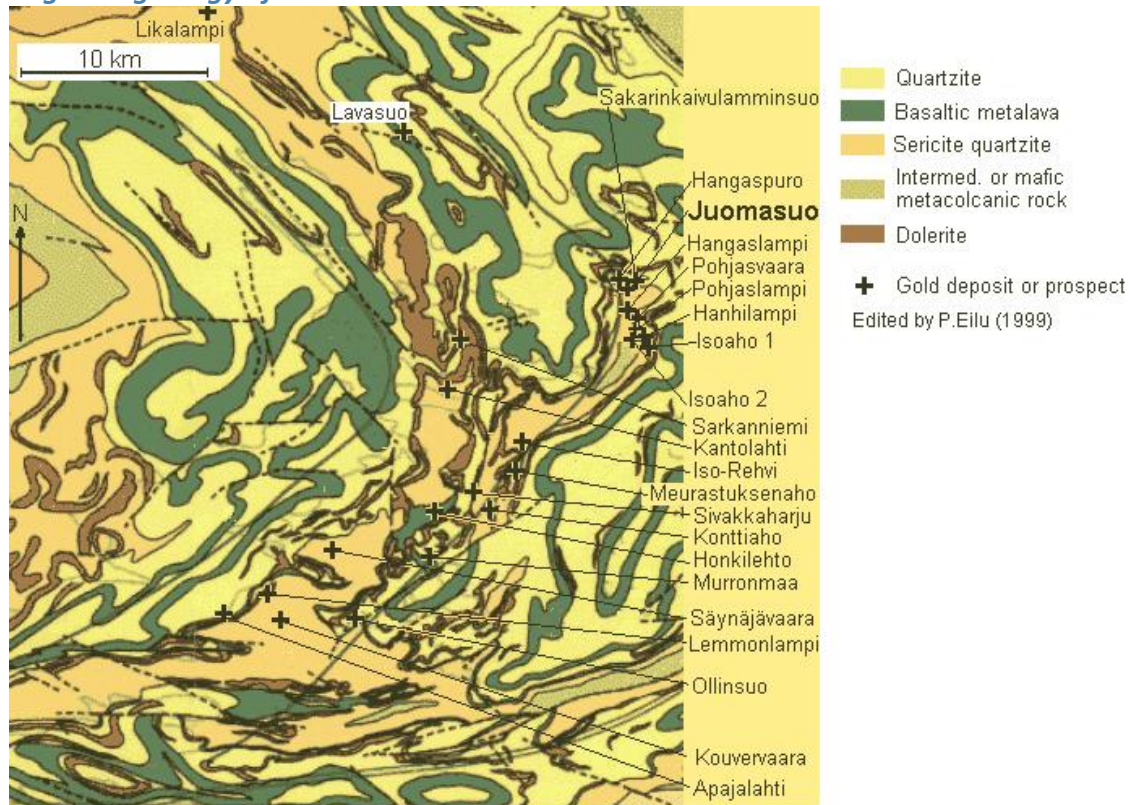 Likalampi
10 km
Lavasuo
N
Sakarinkaivulamminsuo
Hangaspuro
Juomasuo
Hangaslampi
Pohjasvaara
Pohjaslampi
Hanhilampi
Isoaho 1
Isoaho 2
Sarkanniemi
Kantolahti
Iso-Rehvi
Meurastuksenaho
Sivakkaharju
Konttiaho
Honkilehto
Murronmaa
Säynäjävaara
Lemmonlampi
Ollinsuo
Kouvervaara
Apajalahti
Quartzite
Basaltic metalava
Sericite quartzite
Intermed. or mafic
metacolcanic rock
Dolerite
Gold deposit or prospect
Edited by P.Eilu (1999)